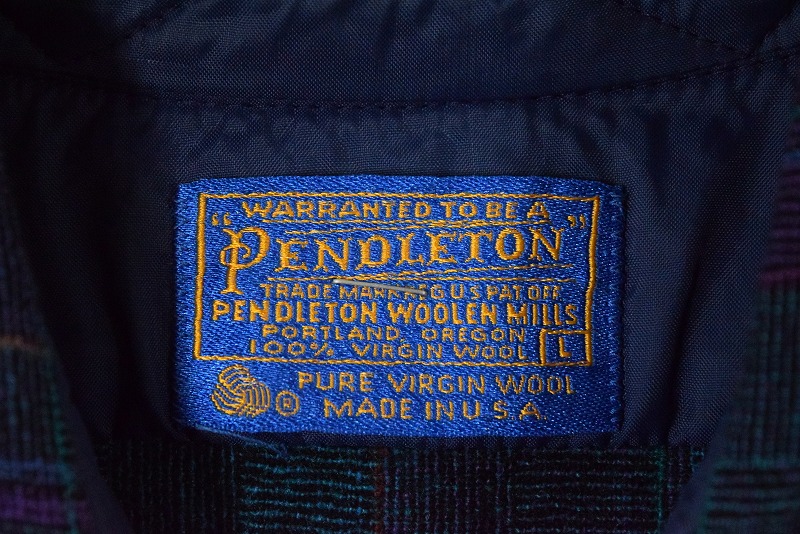 WARRANTED TO BE A
"PENDLETON"
TRADE MARK REG U S PAT OFF
PENDLETON WOOLEN MILLS
PORTLAND, OREGON
100% VIRGIN WOOL L
PURE VIRGIN WOOL
® MADE IN U S A